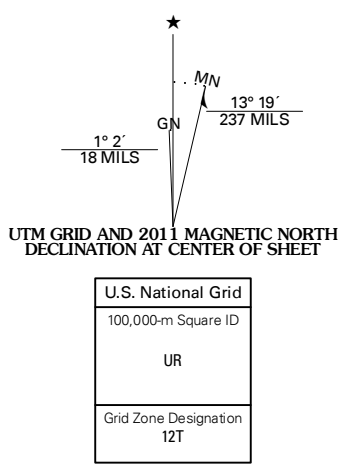 ★
MN
GN
13° 19´
237 MILS
1° 2´
18 MILS
UTM GRID AND 2011 MAGNETIC NORTH
DECLINATION AT CENTER OF SHEET
U.S. National Grid
100,000-m Square ID
UR
Grid Zone Designation
12T